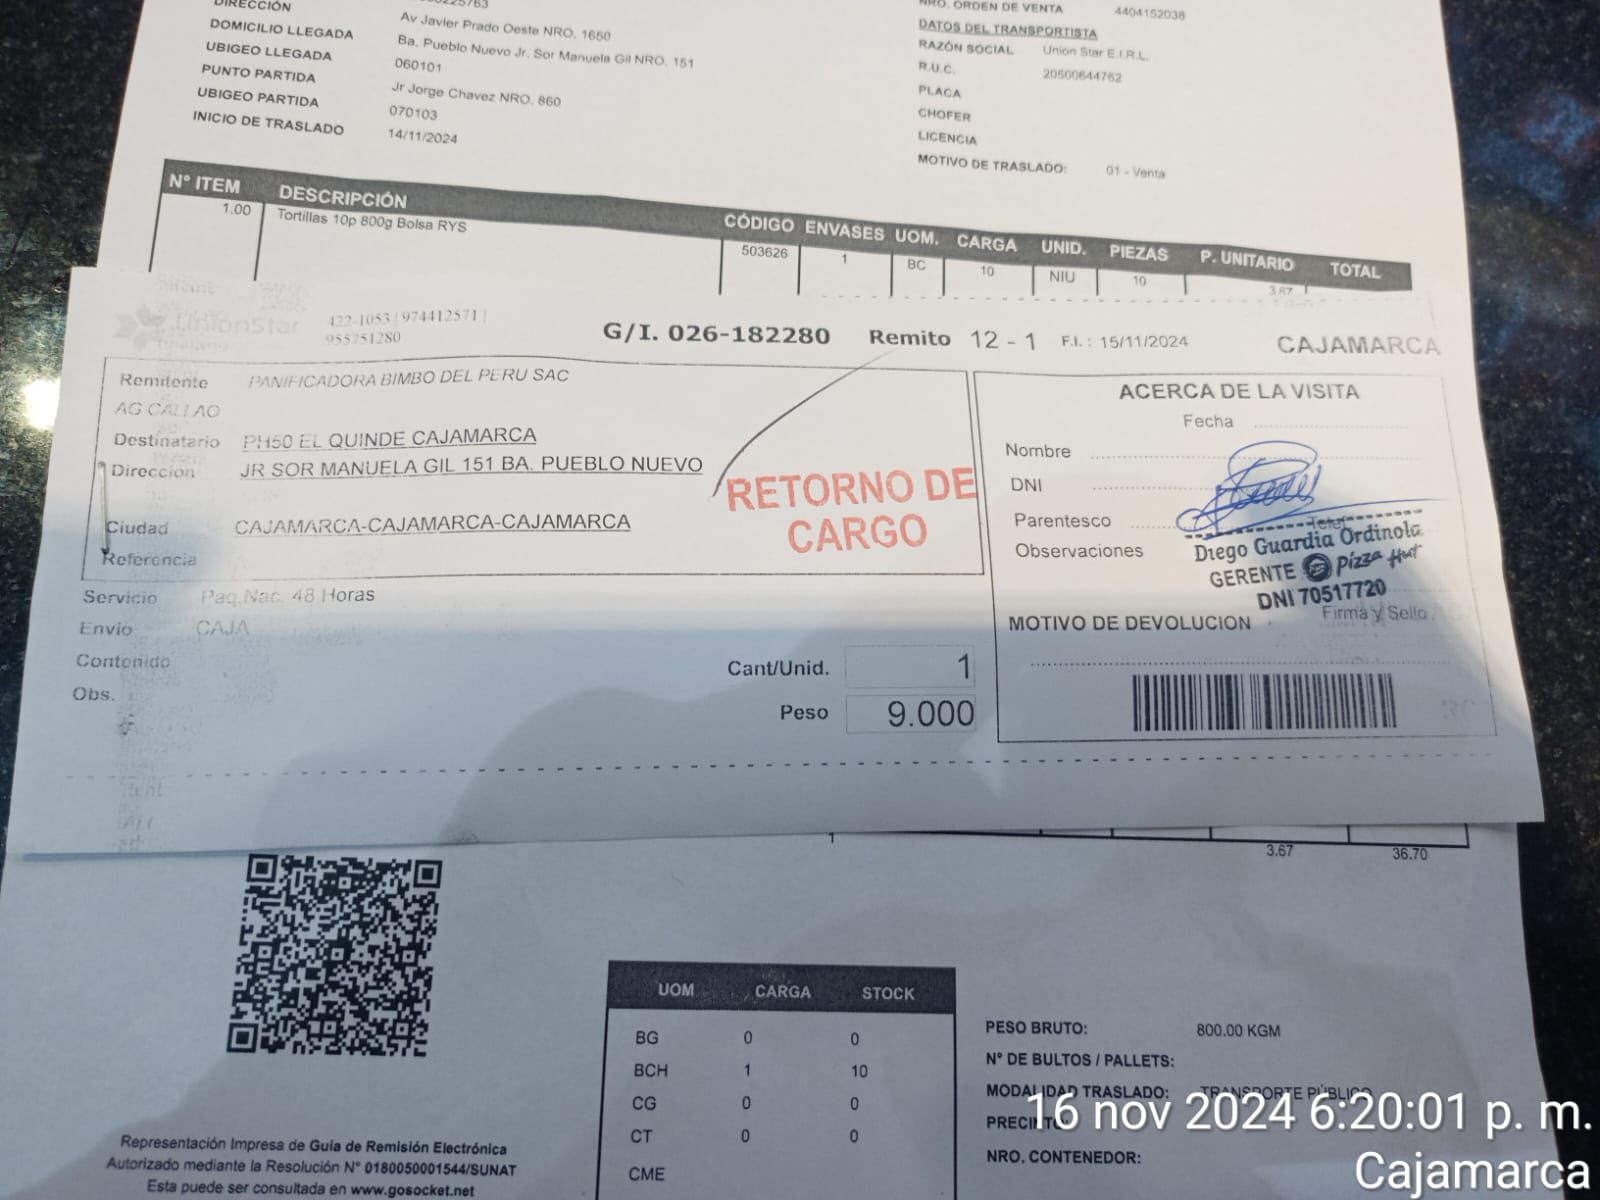 DIRECCIÓN
Av Javier Prado Oeste NRO. 1650
DOMICILIO LLEGADA
Ba. Pueblo Nuevo Jr. Sor Manuela Gil NRO. 151
UBIGEO LLEGADA
060101
PUNTO PARTIDA
Jr Jorge Chavez NRO. 860
UBIGEO PARTIDA
070103
INICIO DE TRASLADO
14/11/2024
NRO. ORDEN DE VENTA 4404152038
DATOS DEL TRANSPORTISTA
RAZÓN SOCIAL Union Star E.I.R.L.
R.U.C. 20500644762
PLACA
CHOFER
LICENCIA
MOTIVO DE TRASLADO: 01 - Venta
N° ITEM DESCRIPCIÓN CÓDIGO ENVASES UOM. CARGA UNID. PIEZAS P. UNITARIO TOTAL
1.00 Tortillas 10p 800g Bolsa RYS 503626 1 BC 10 NIU 10 3.67
UnionStar
422-1053 | 974412571 |
955751280
G/I. 026-182280 Remito 12 - 1 F.I. : 15/11/2024 CAJAMARCA
Remitente PANIFICADORA BIMBO DEL PERU SAC
AG CALLAO
Destinatario PH50 EL QUINDE CAJAMARCA
Direccion JR SOR MANUELA GIL 151 BA. PUEBLO NUEVO
Ciudad CAJAMARCA-CAJAMARCA-CAJAMARCA
Referencia
RETORNO DE
CARGO
Servicio Paq.Nac. 48 Horas
Envio CAJA
Contenido
Obs.
Cant/Unid. 1
Peso 9.000
ACERCA DE LA VISITA
Fecha
Nombre
DNI
Parentesco
Telef
Observaciones
Diego Guardia Ordinola
GERENTE Pizza Hut
DNI 70517720
Firma y Sello
MOTIVO DE DEVOLUCION
1 3.67 36.70
UOM CARGA STOCK
BG 0 0
BCH 1 10
CG 0 0
CT 0 0
CME
PESO BRUTO: 800.00 KGM
N° DE BULTOS / PALLETS:
MODALIDAD TRASLADO: TRANSPORTE PÚBLICO
NRO. CONTENEDOR:
Representación Impresa de Guía de Remisión Electrónica
Autorizado mediante la Resolución N° 0180050001544/SUNAT
Esta puede ser consultada en www.gosocket.net
16 nov 2024 6:20:01 p. m.
Cajamarca